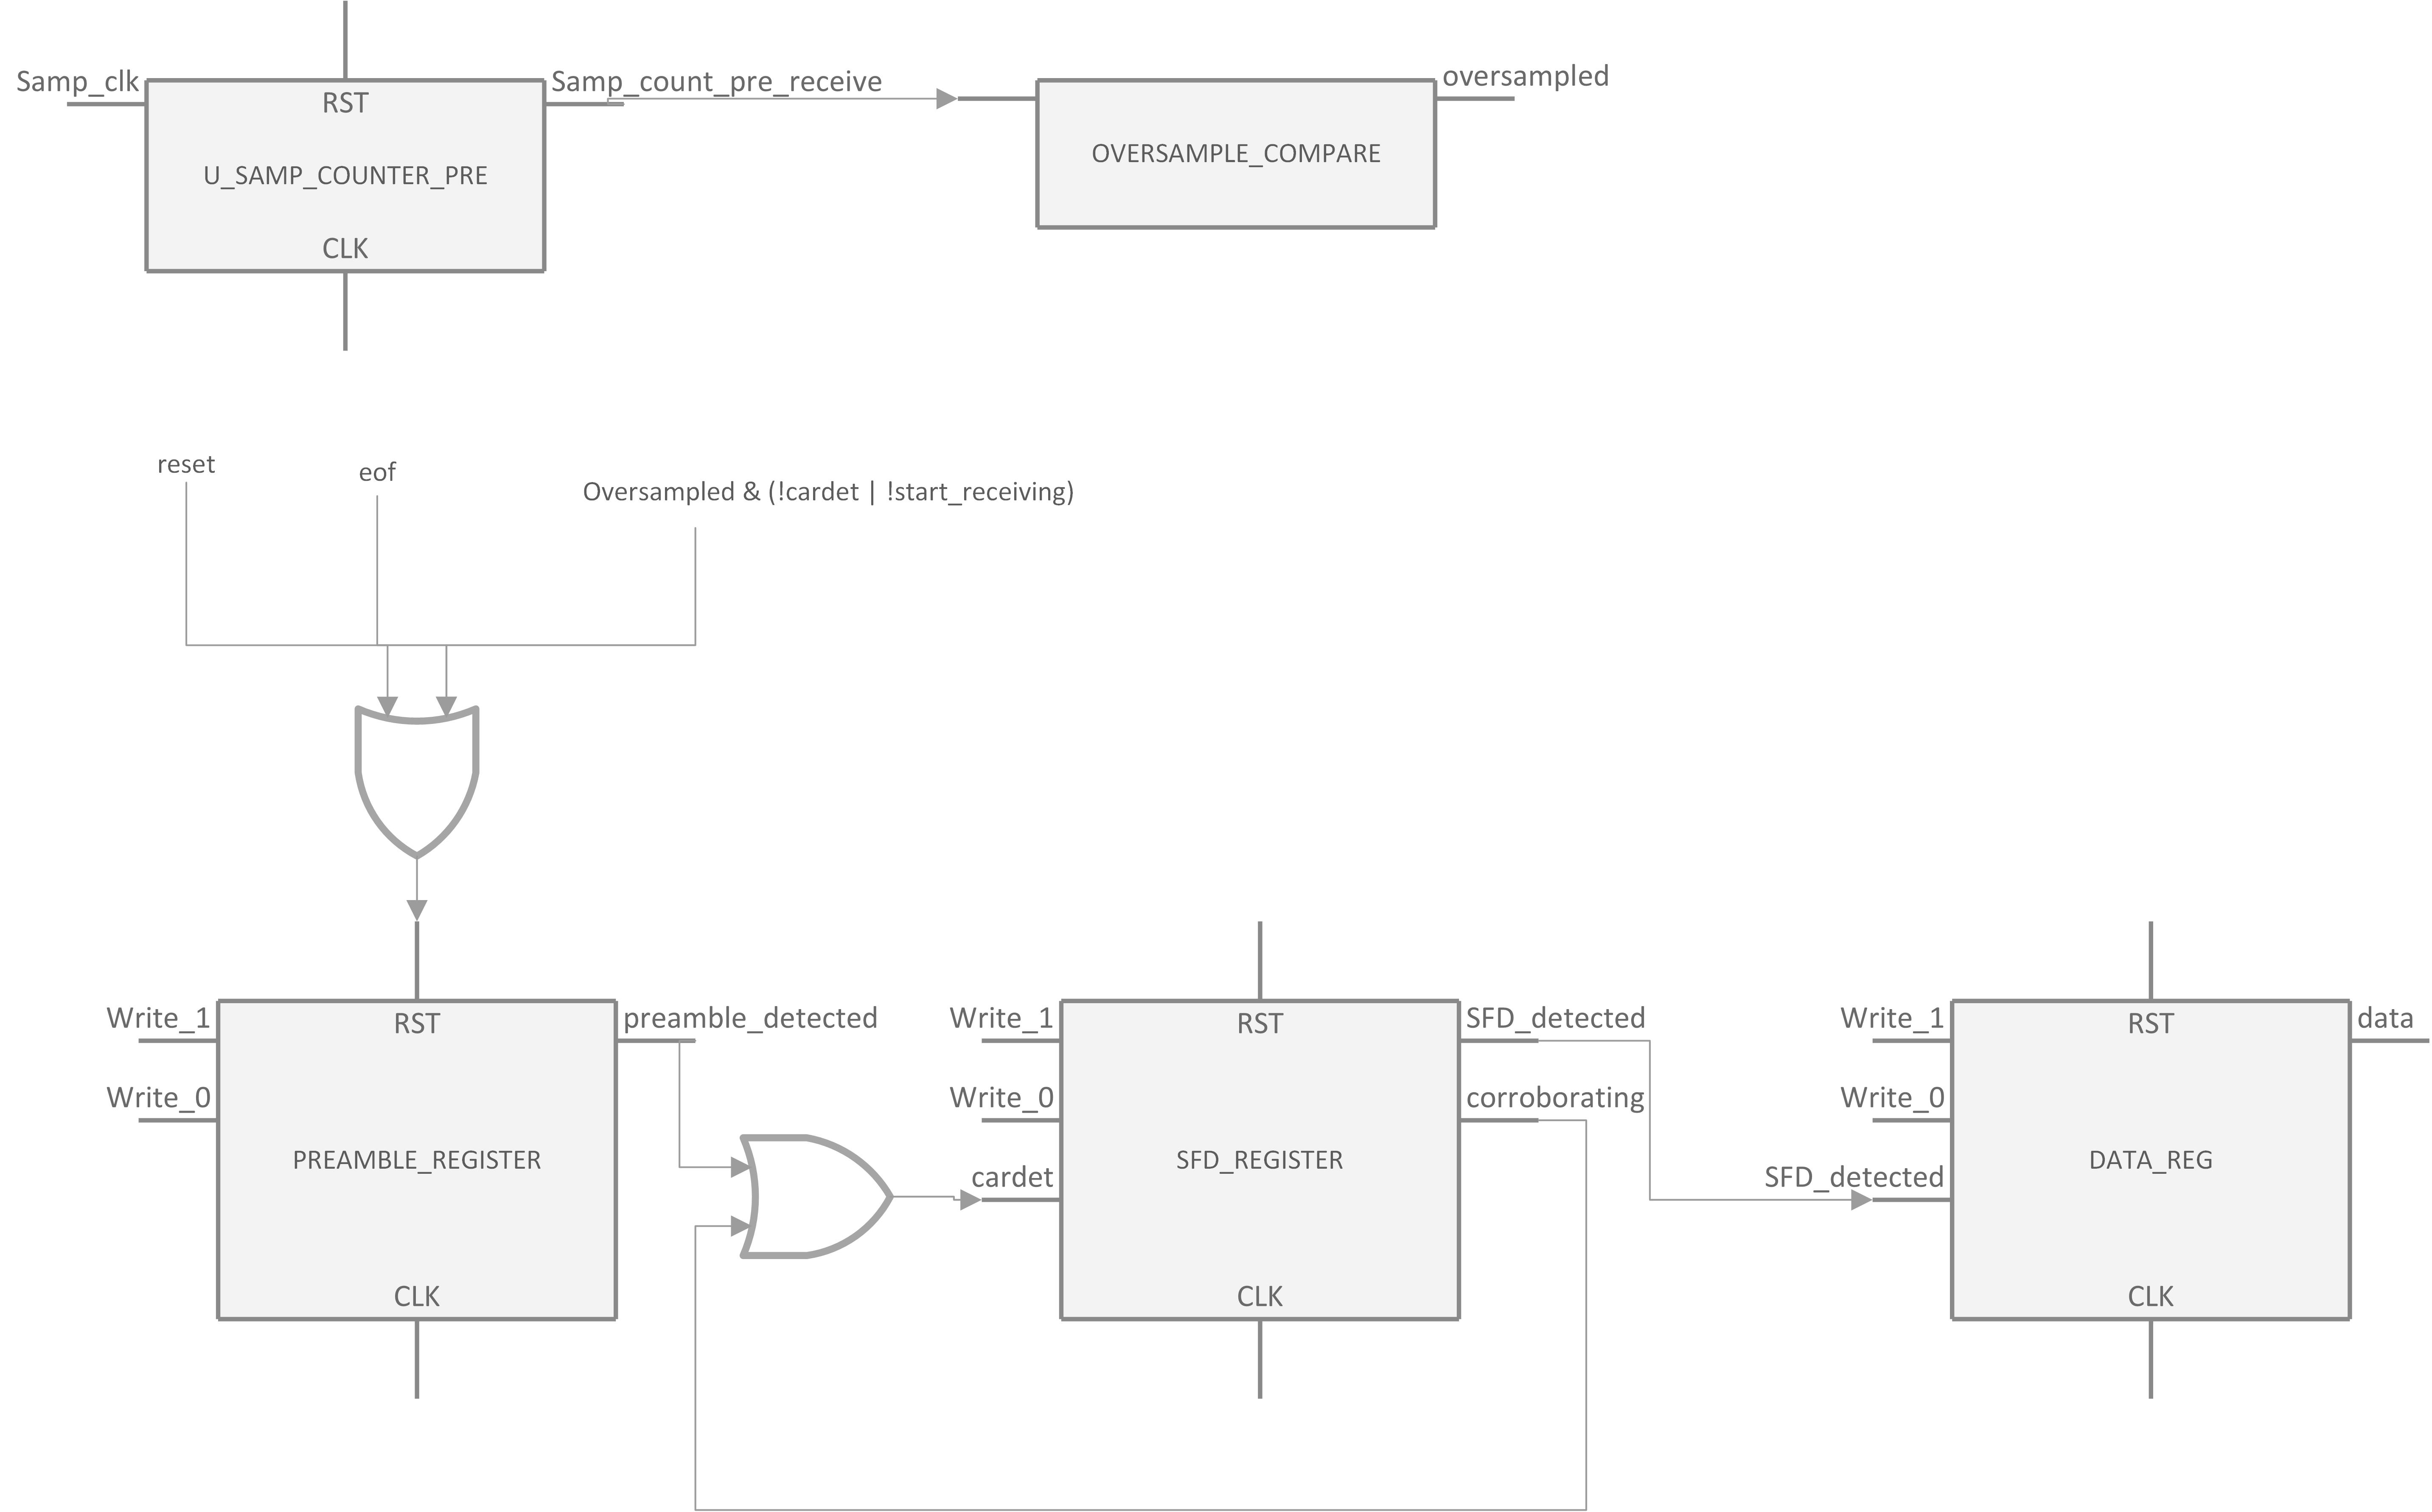 Samp_clk
RST
U_SAMP_COUNTER_PRE
CLK
Samp_count_pre_receive
OVERSAMPLE_COMPARE
oversampled
reset
eof
Oversampled & (!cardet | !start_receiving)
Write_1
Write_0
RST
PREAMBLE_REGISTER
CLK
preamble_detected
Write_1
Write_0
cardet
RST
SFD_REGISTER
CLK
SFD_detected
corroborating
Write_1
Write_0
SFD_detected
RST
DATA_REG
CLK
data